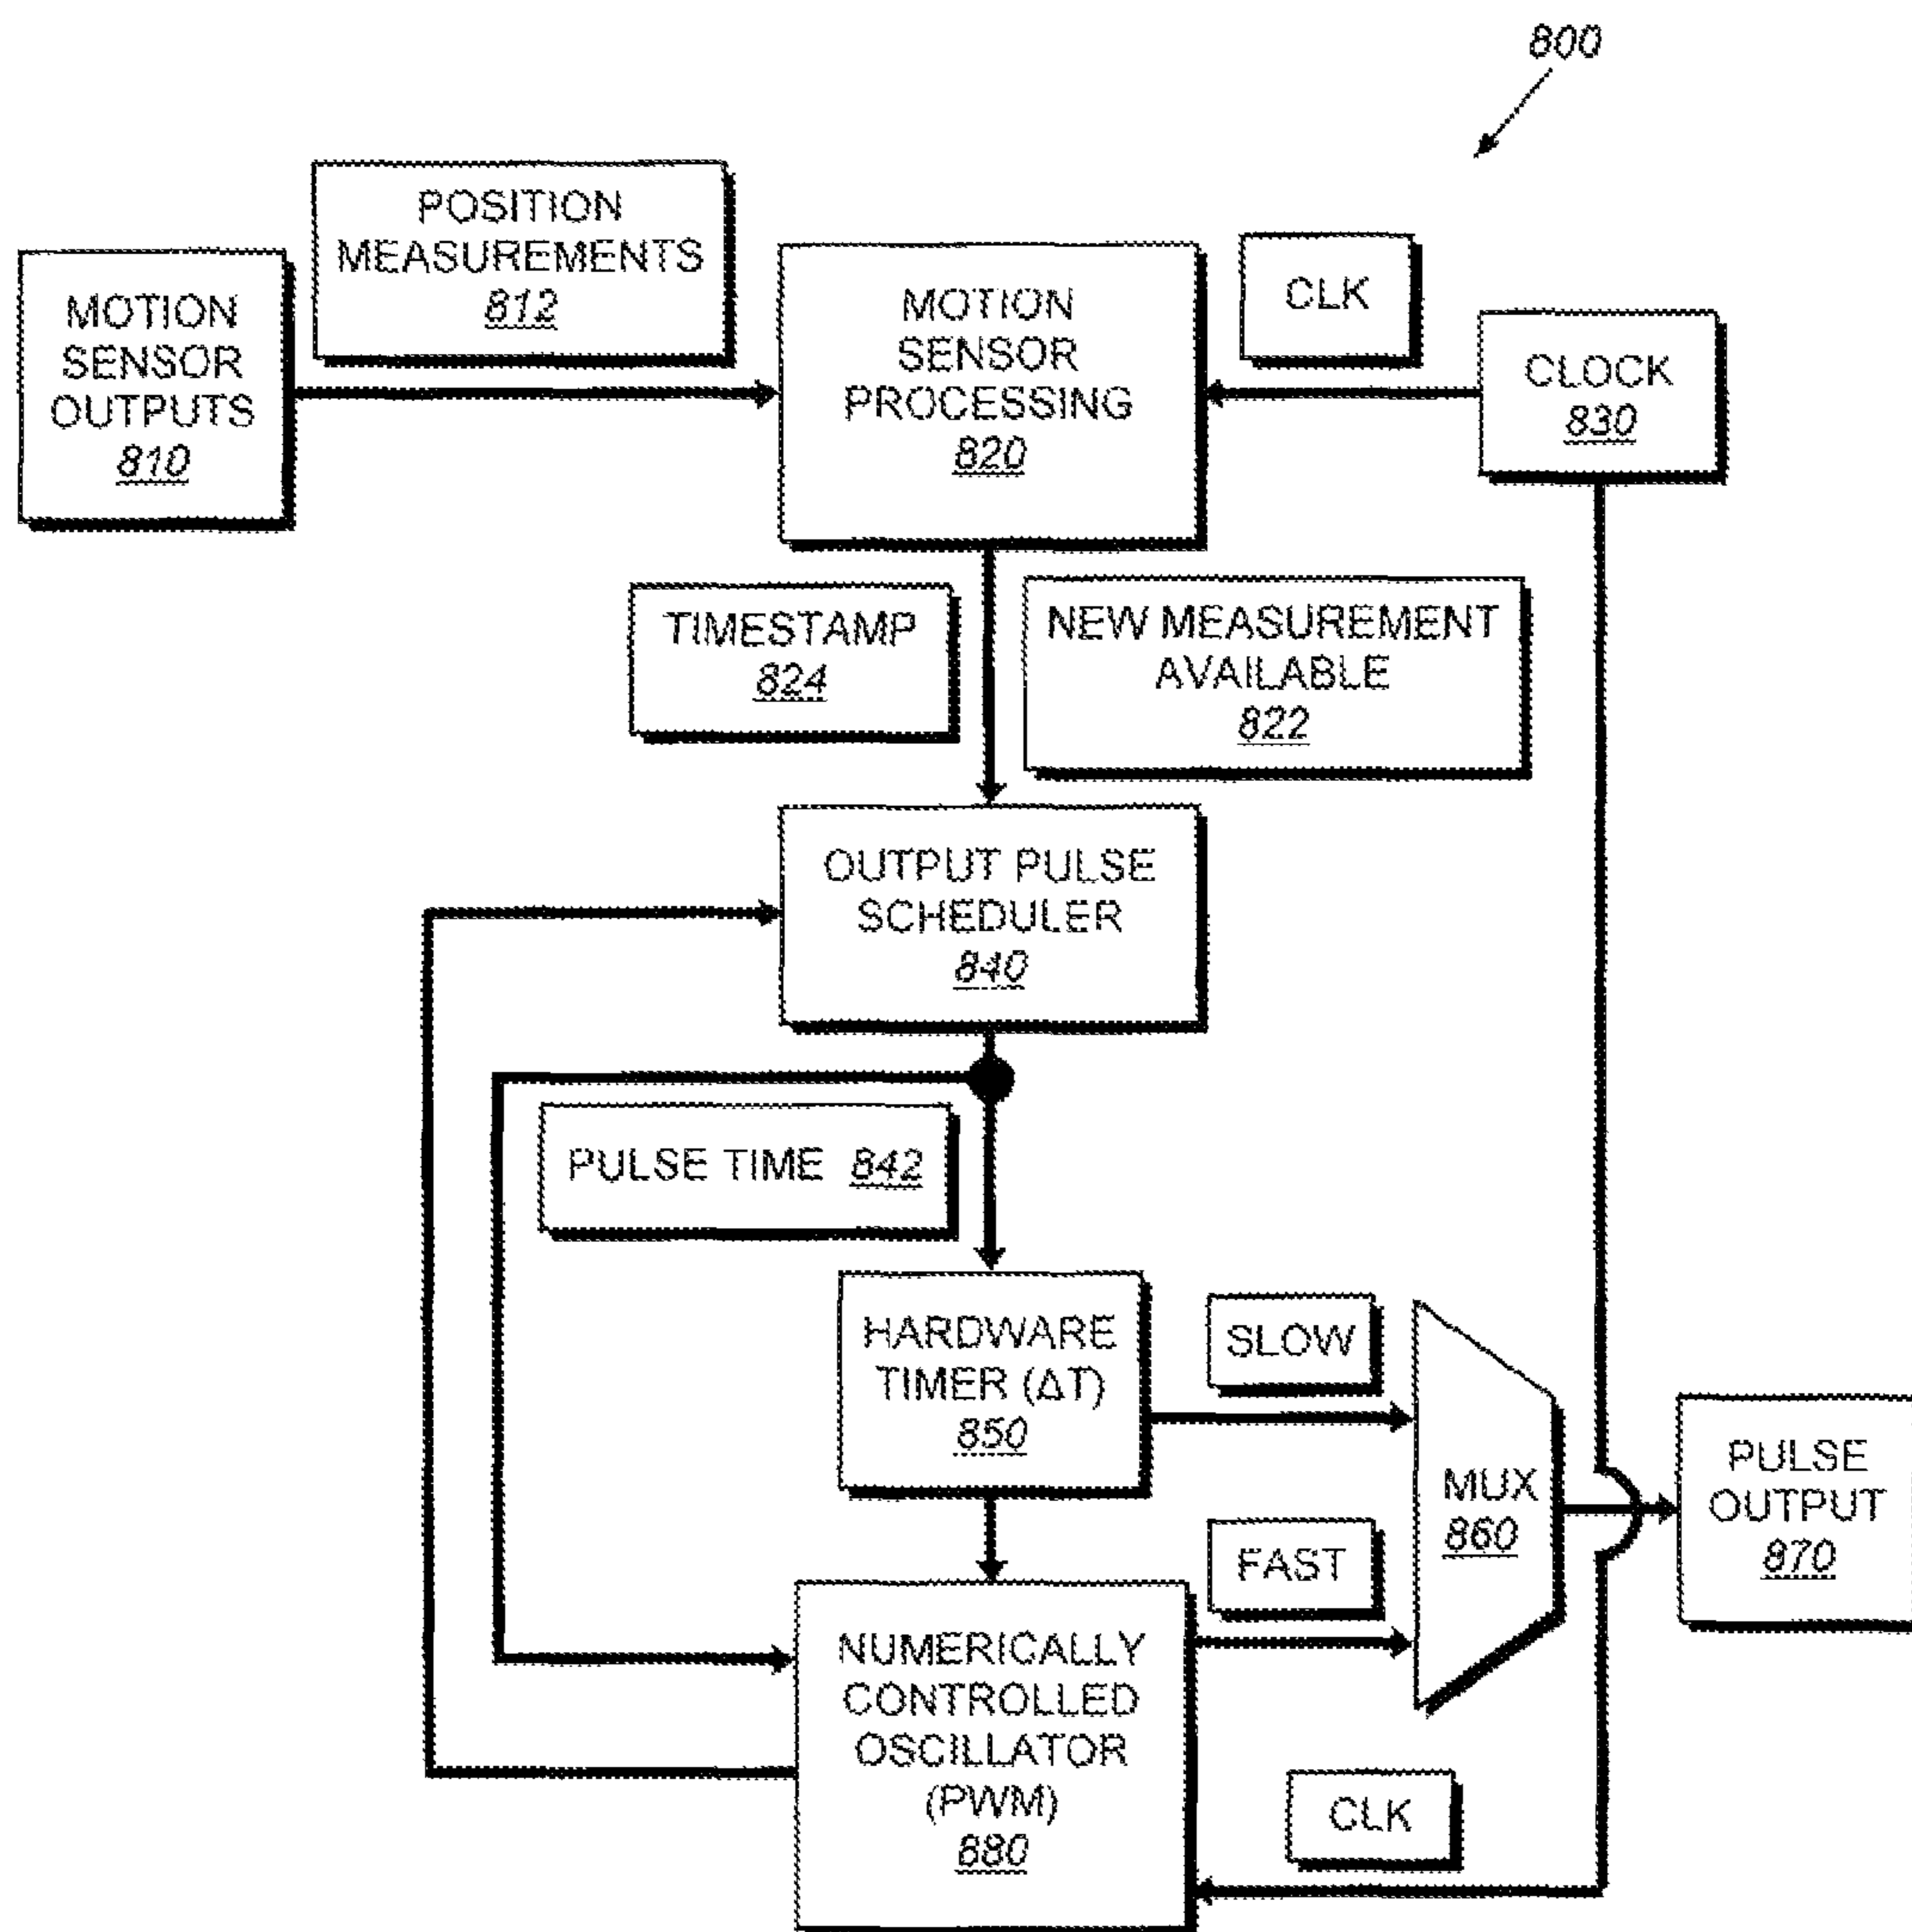 800
POSITION
MEASUREMENTS
812
MOTION
SENSOR
OUTPUTS
810
MOTION
SENSOR
PROCESSING
820
CLK
CLOCK
830
TIMESTAMP
824
NEW MEASUREMENT
AVAILABLE
822
OUTPUT PULSE
SCHEDULER
840
PULSE TIME 842
HARDWARE
TIMER (ΔT)
850
SLOW
FAST
MUX
860
PULSE
OUTPUT
870
NUMERICALLY
CONTROLLED
OSCILLATOR
(PWM)
880
CLK